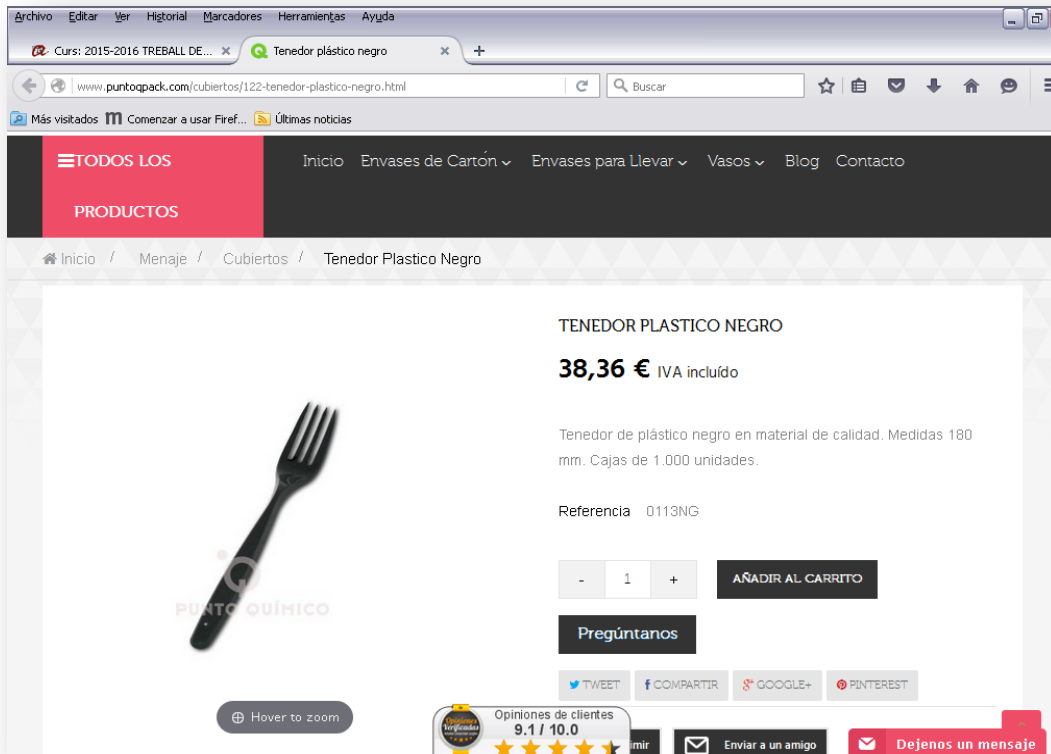 Archivo Editar Ver Historial Marcadores Herramientas Ayuda
Curs: 2015-2016 TREBALL DE... × Tenedor plástico negro × +
www.puntoqpack.com/cubiertos/122-tenedor-plastico-negro.html Buscar
Más visitados Comenzar a usar Firef... Últimas noticias
TODOS LOS
PRODUCTOS
Inicio Envases de Cartón Envases para Llevar Vasos Blog Contacto
Inicio / Menaje / Cubiertos / Tenedor Plastico Negro
TENEDOR PLASTICO NEGRO
38,36 € IVA incluído
Tenedor de plástico negro en material de calidad. Medidas 180
mm. Cajas de 1.000 unidades.
Referencia 0113NG
- 1 + AÑADIR AL CARRITO
Pregúntanos
PUNTO QUÍMICO
TWEET COMPARTIR GOOGLE+ PINTEREST
Hover to zoom
Opiniones de clientes
9.1 / 10.0
Opiniones
Verificadas
Enviar a un amigo
Dejenos un mensaje